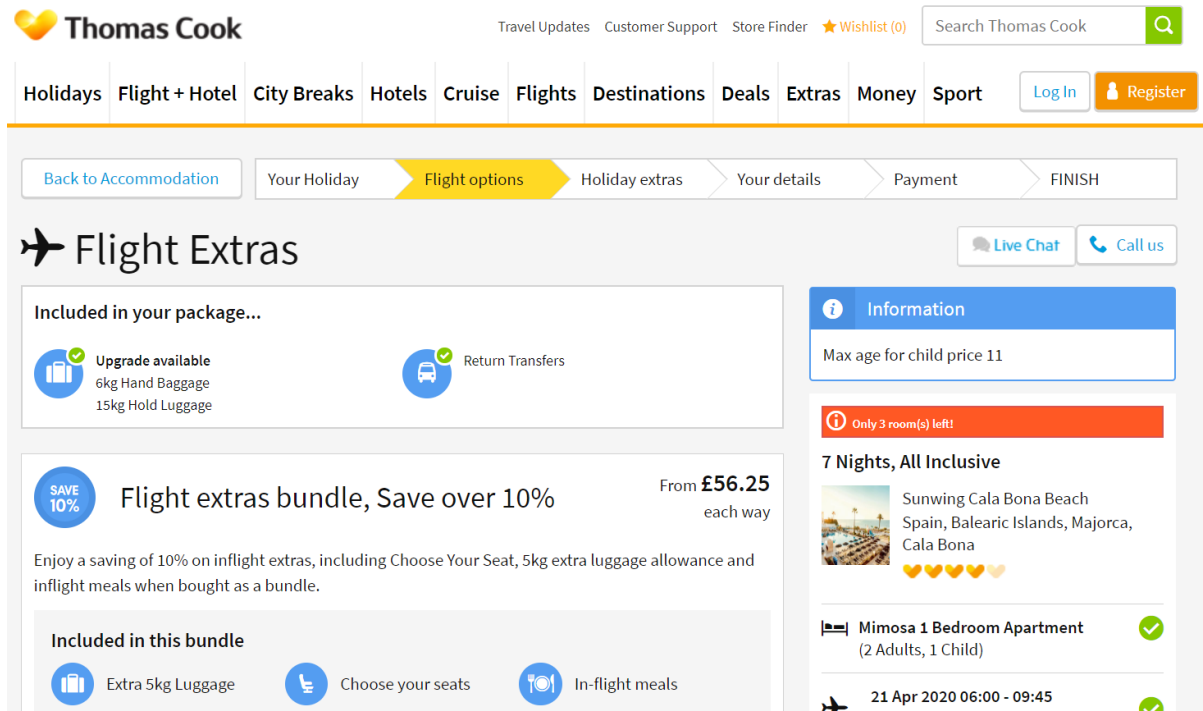 Thomas Cook
Travel Updates Customer Support Store Finder Wishlist (0) Search Thomas Cook
Holidays Flight + Hotel City Breaks Hotels Cruise Flights Destinations Deals Extras Money Sport Log In Register
Back to Accommodation Your Holiday Flight options Holiday extras Your details Payment FINISH
Flight Extras
Live Chat Call us
Included in your package...
Upgrade available
6kg Hand Baggage
15kg Hold Luggage
Return Transfers
SAVE
10%
Flight extras bundle, Save over 10%
From £56.25
each way
Enjoy a saving of 10% on inflight extras, including Choose Your Seat, 5kg extra luggage allowance and
inflight meals when bought as a bundle.
Included in this bundle
Extra 5kg Luggage Choose your seats In-flight meals
Information
Max age for child price 11
Only 3 room(s) left!
7 Nights, All Inclusive
Sunwing Cala Bona Beach
Spain, Balearic Islands, Majorca,
Cala Bona
Mimosa 1 Bedroom Apartment
(2 Adults, 1 Child)
21 Apr 2020 06:00 - 09:45